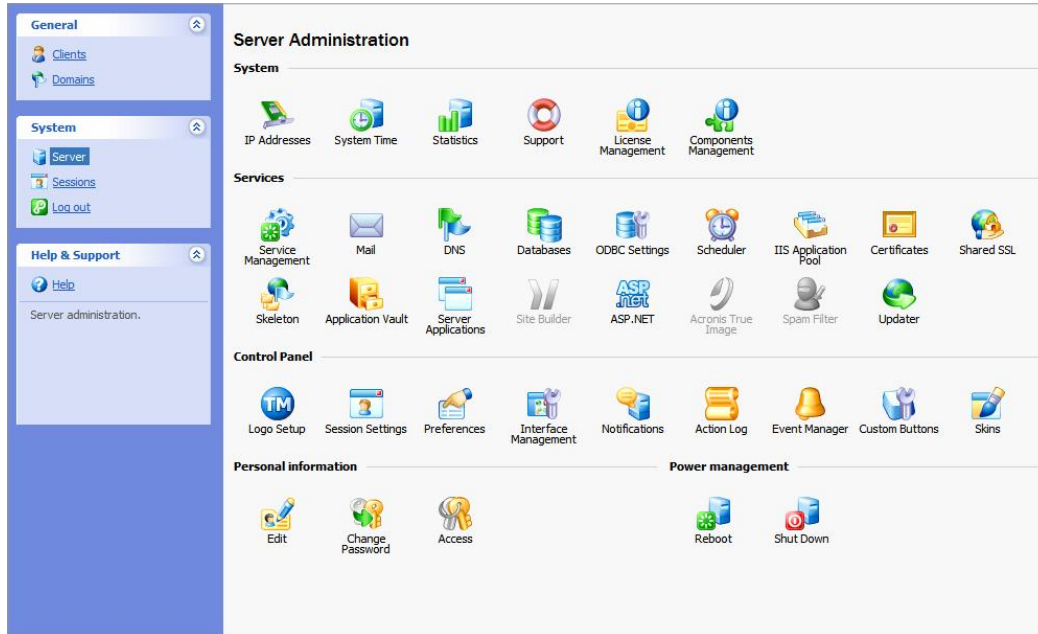 General
Clients
Domains
System
Server
Sessions
Log out
Help & Support
Help
Server administration.
Server Administration
System
IP Addresses
System Time
Statistics
Support
License
Management
Components
Management
Services
Service
Management
Mail
DNS
Databases
ODBC Settings
Scheduler
IIS Application
Pool
Certificates
Shared SSL
Skeleton
Application Vault
Server
Applications
Site Builder
ASP
.net
ASP.NET
Acronis True
Image
Spam Filter
Updater
Control Panel
TM
Logo Setup
Session Settings
Preferences
Interface
Management
Notifications
Action Log
Event Manager
Custom Buttons
Skins
Personal information
Edit
Change
Password
Access
Power management
Reboot
Shut Down